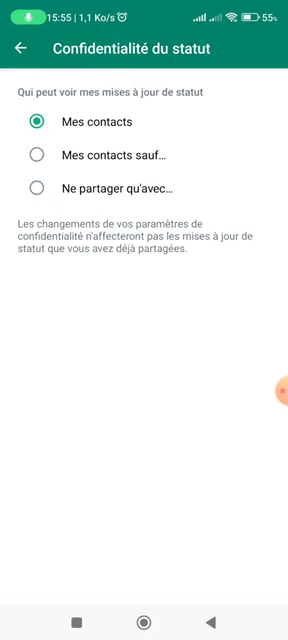 15:55 | 1,1 Ko/s 55%
Confidentialité du statut
Qui peut voir mes mises à jour de statut
Mes contacts
Mes contacts sauf...
Ne partager qu'avec...
Les changements de vos paramètres de
confidentialité n'affecteront pas les mises à jour de
statut que vous avez déjà partagées.